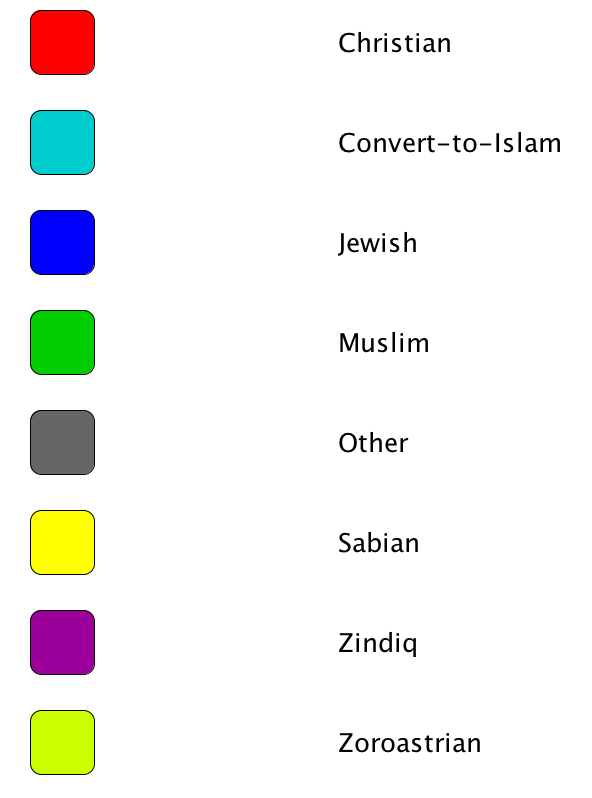 Christian
Convert-to-Islam
Jewish
Muslim
Other
Sabian
Zindiq
Zoroastrian